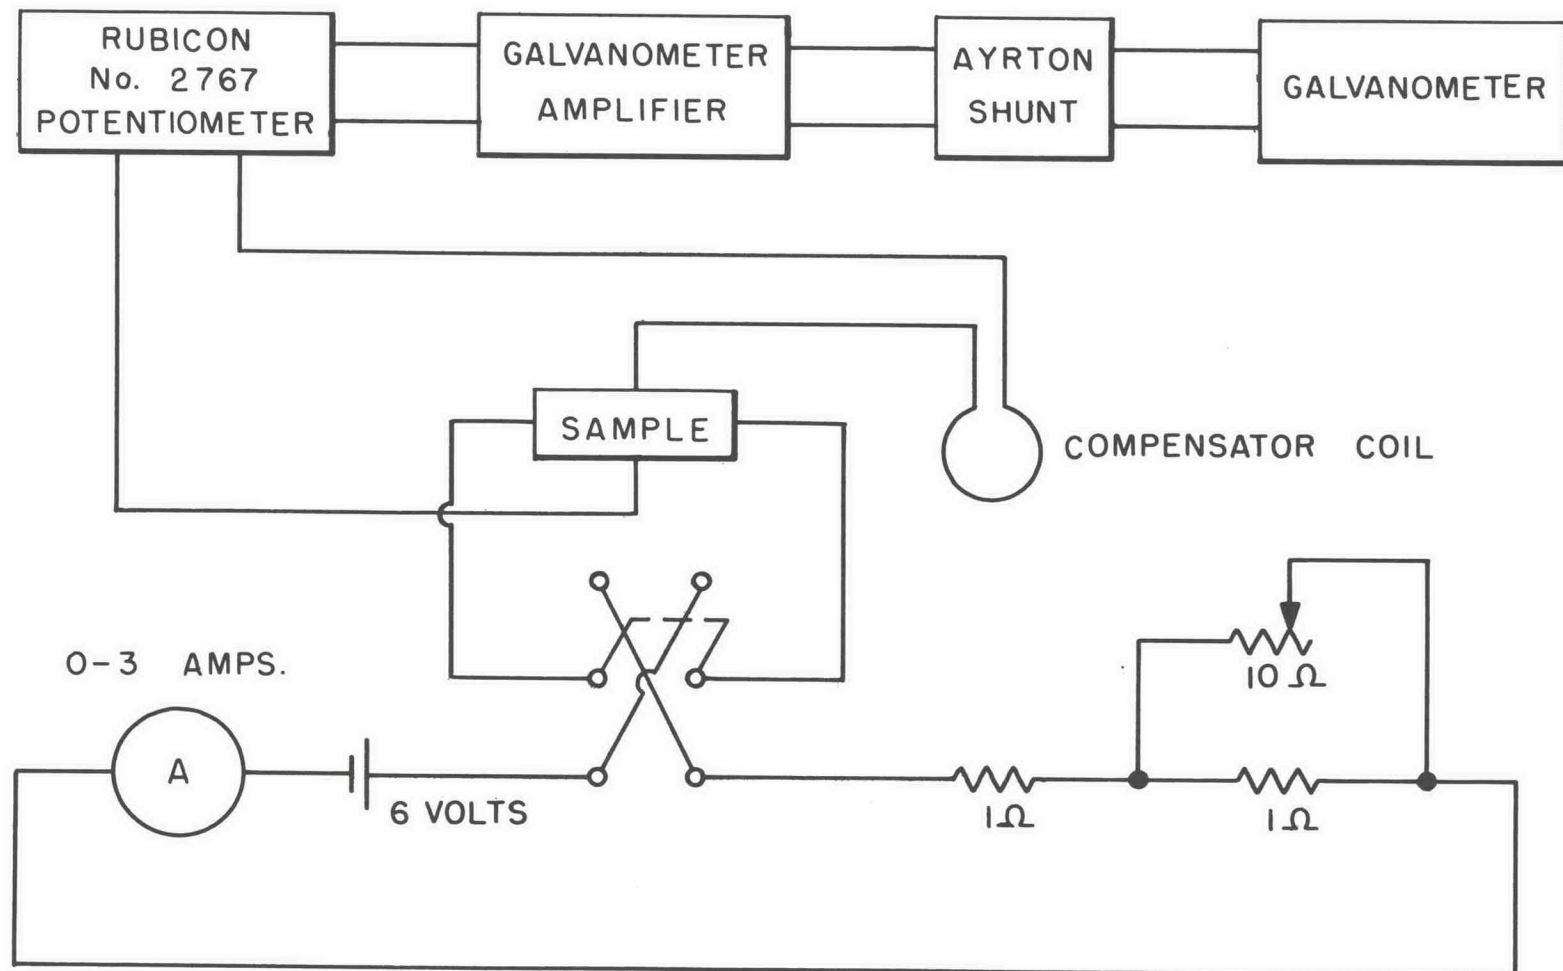 RUBICON
No. 2767
POTENTIOMETER
GALVANOMETER
AMPLIFIER
AYRTON
SHUNT
GALVANOMETER
SAMPLE
COMPENSATOR COIL
0-3 AMPS.
10 Ω
A
6 VOLTS
1Ω
1Ω